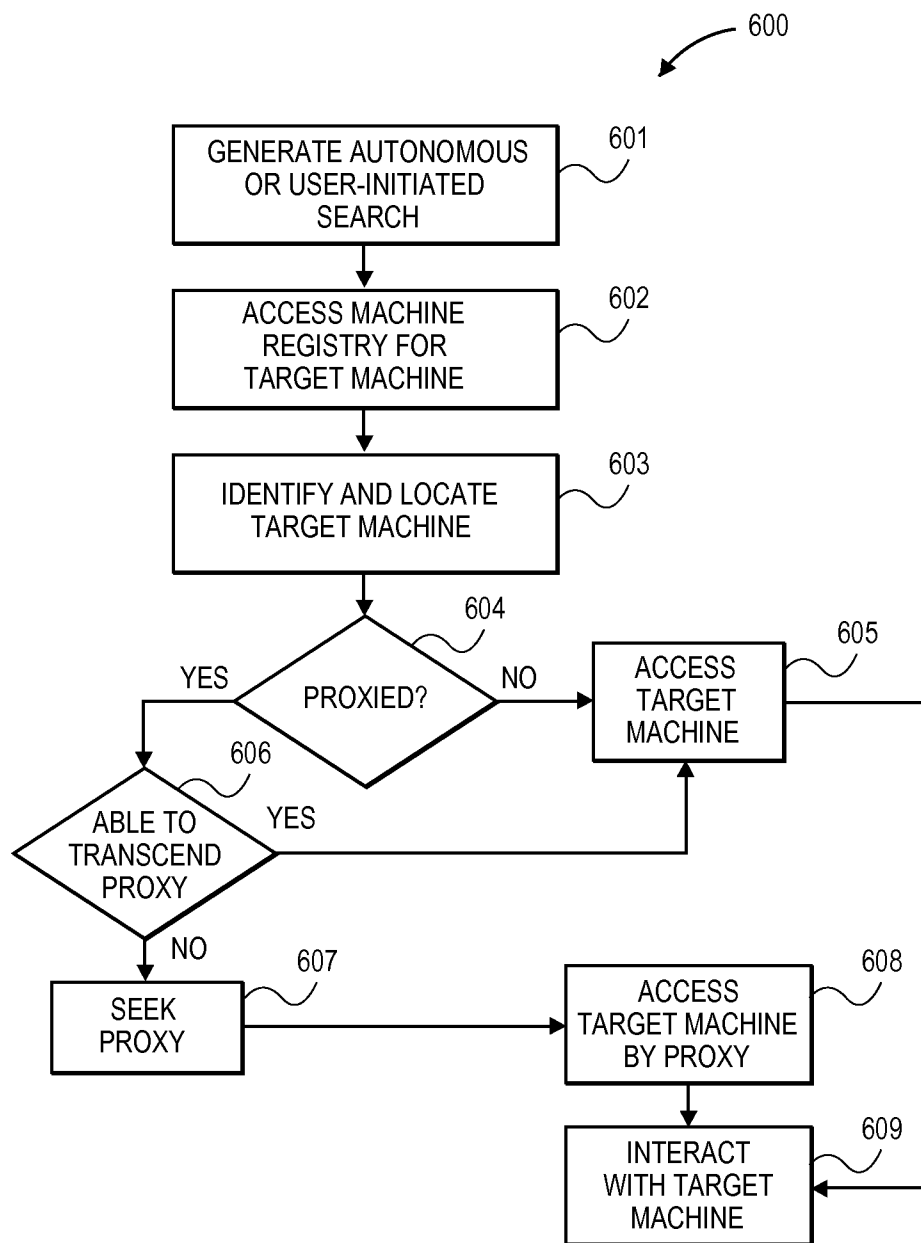 600
GENERATE AUTONOMOUS
OR USER-INITIATED
SEARCH
601
ACCESS MACHINE
REGISTRY FOR
TARGET MACHINE
602
IDENTIFY AND LOCATE
TARGET MACHINE
603
PROXIED?
604
YES
NO
ACCESS
TARGET
MACHINE
605
ABLE TO
TRANSCEND
PROXY
606
YES
NO
SEEK
PROXY
607
ACCESS
TARGET MACHINE
BY PROXY
608
INTERACT
WITH TARGET
MACHINE
609